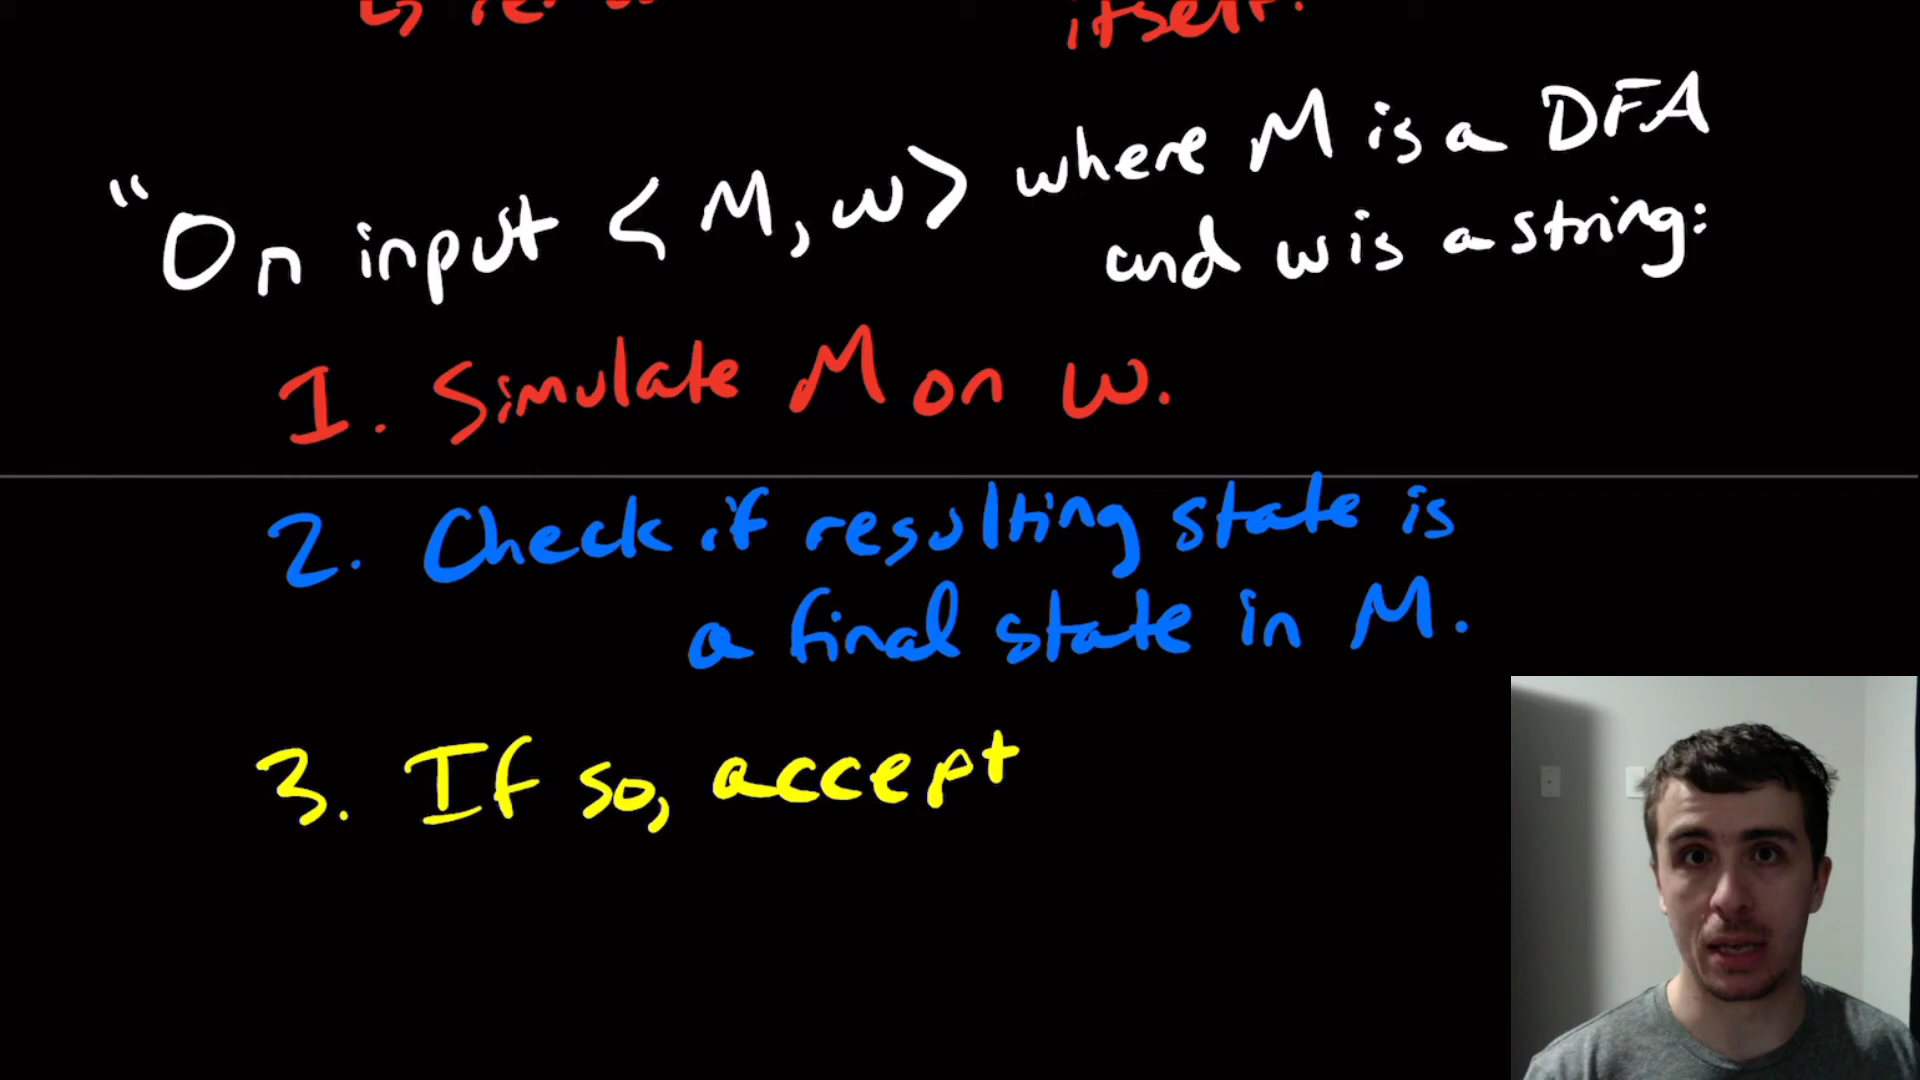 itself.
“On input < M, w> where M is a DFA
and w is a string:
1. Simulate M on w.
2. Check if resulting state is
a final state in M.
3. If so, accept